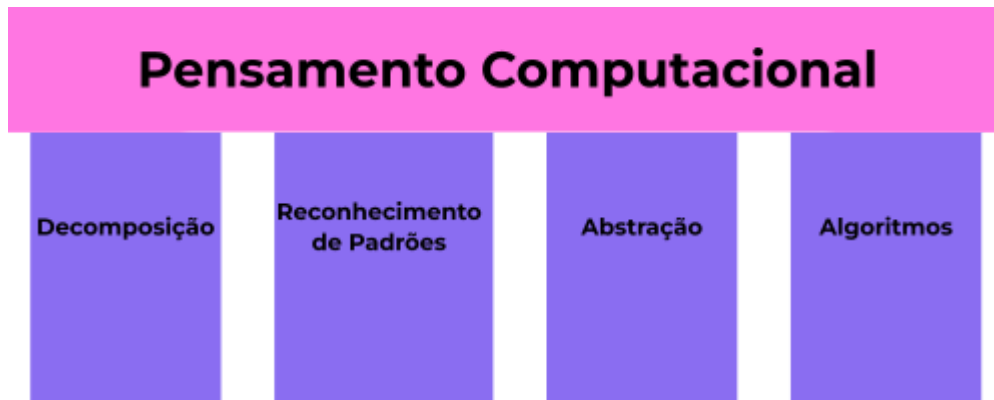 Pensamento Computacional
Decomposição
Reconhecimento
de Padrões
Abstração
Algoritmos